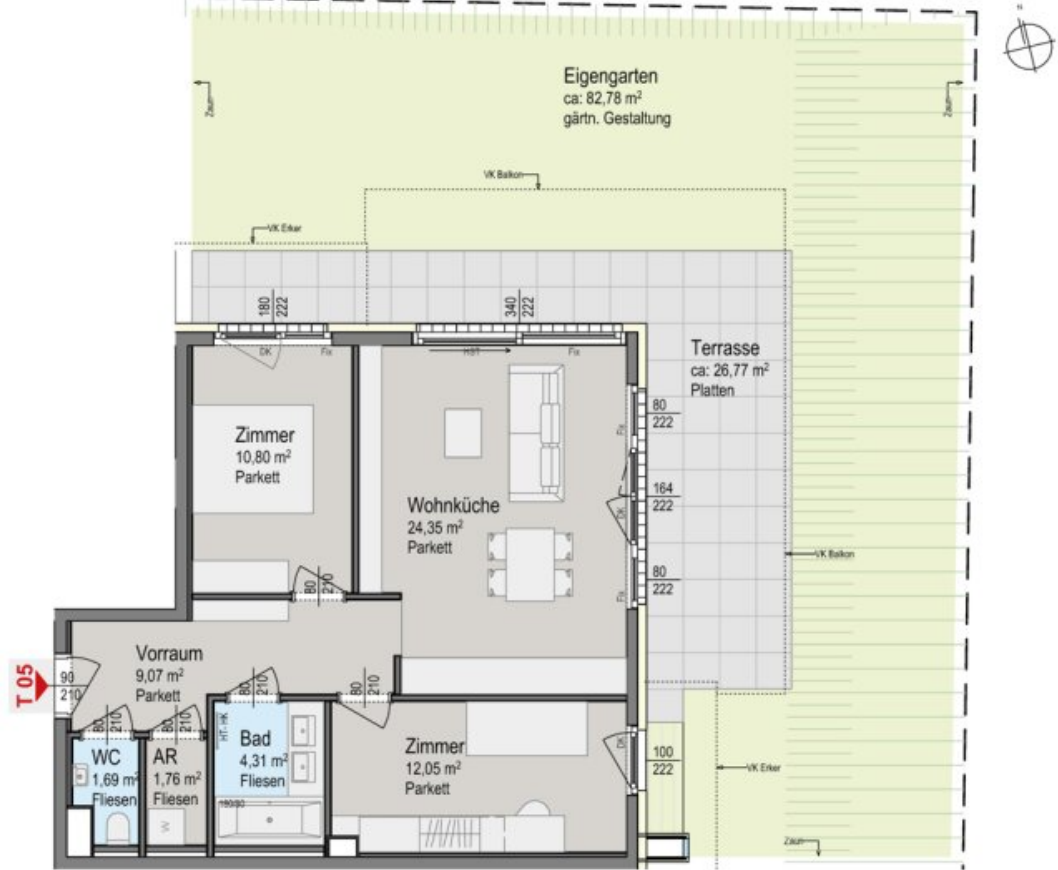 N
Eigengarten
ca: 82,78 m²
gärtn. Gestaltung
Zaun
Zaun
VK Balkon
VK Erker
180
222
340
222
DK
Fix
HST
Fix
Terrasse
ca: 26,77 m²
Platten
Zimmer
10,80 m²
Parkett
Wohnküche
24,35 m²
Parkett
Fix
80
222
164
222
DK
80
222
Fix
VK Balkon
80
210
Vorraum
9,07 m²
Parkett
T 05
90
210
80
210
80
210
80
210
80
210
HT- HK
WC
1,69 m²
Fliesen
AR
1,76 m²
Fliesen
W
Bad
4,31 m²
Fliesen
180/80
Zimmer
12,05 m²
Parkett
DK
100
222
VK Erker
Zaun